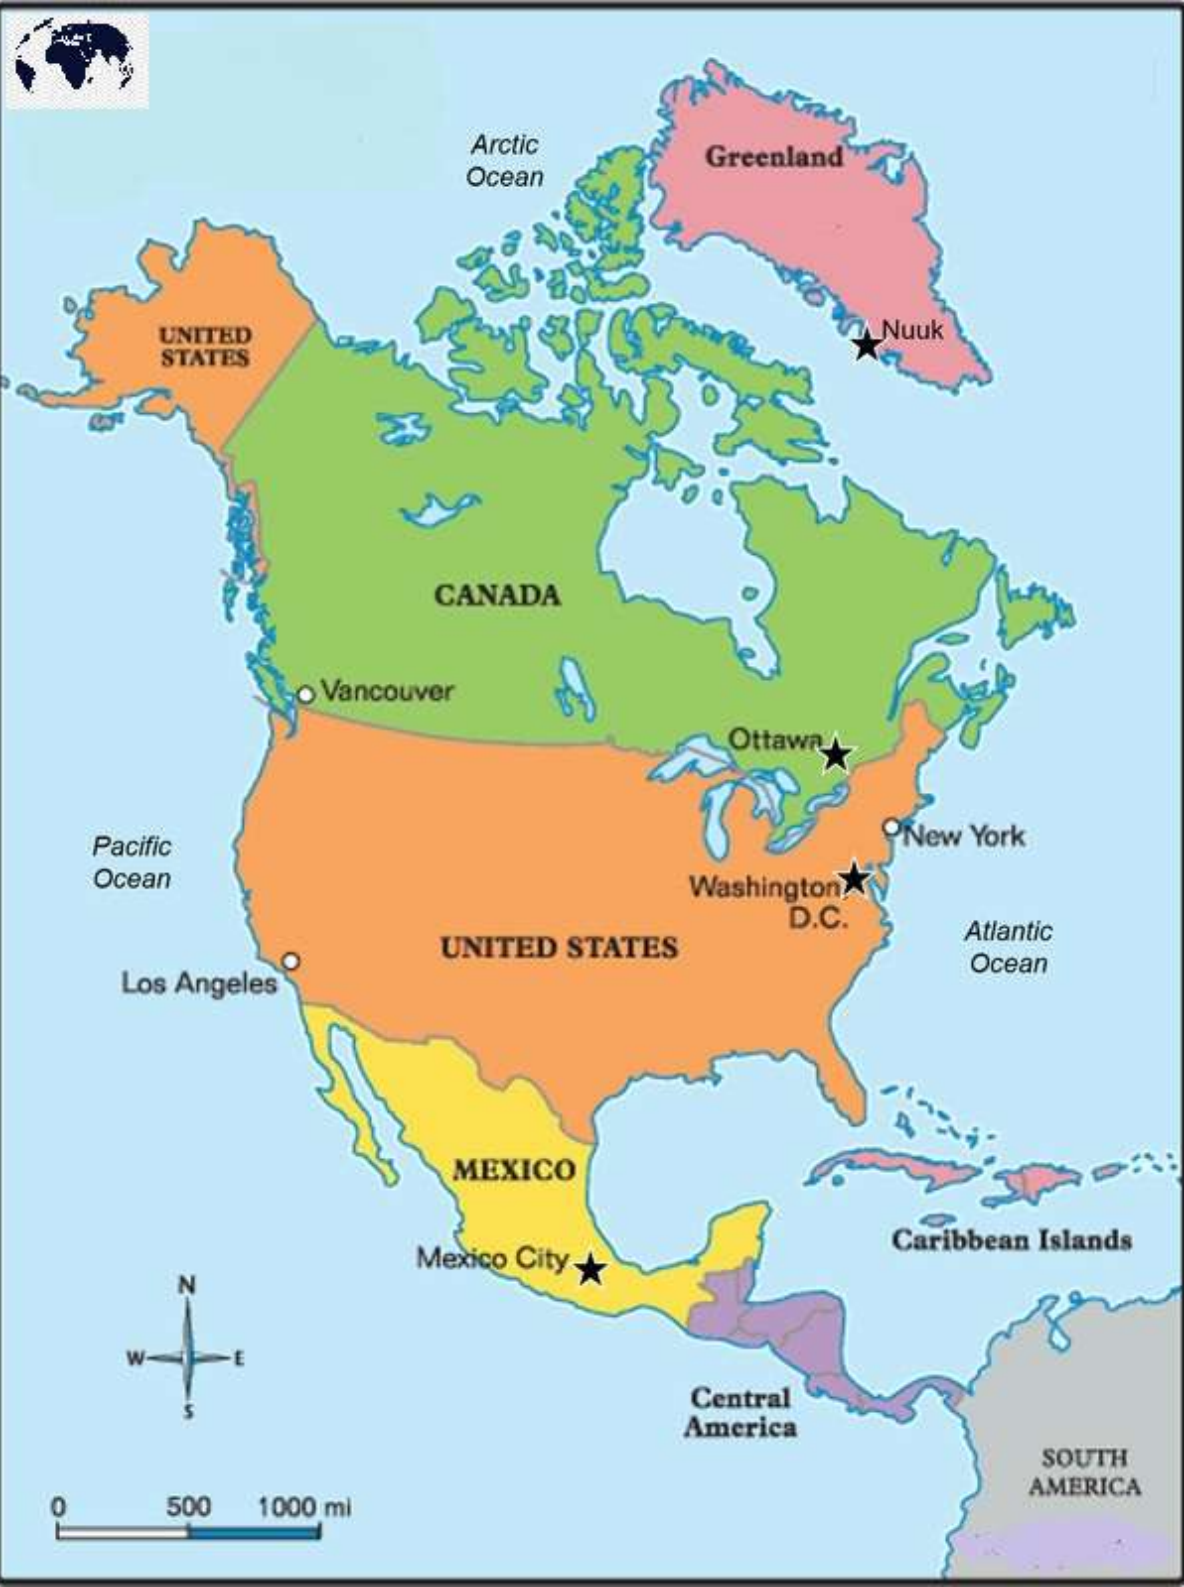 Arctic
Ocean
Greenland
Nuuk
UNITED
STATES
CANADA
Vancouver
Ottawa
Pacific
Ocean
New York
Washington
D.C.
Atlantic
Ocean
UNITED STATES
Los Angeles
MEXICO
Mexico City
Caribbean Islands
N
W
E
S
Central
America
SOUTH
AMERICA
0
500
1000 mi